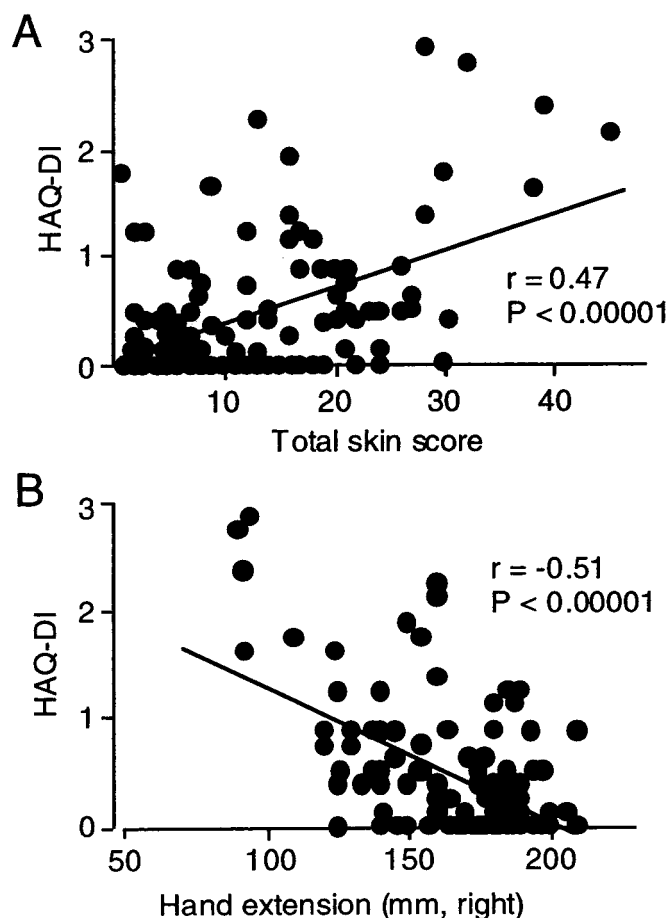 A
3
2
1
0
HAQ-DI
r = 0.47
P < 0.00001
10 20 30 40
Total skin score
B
3
2
1
0
HAQ-DI
r = -0.51
P < 0.00001
50 100 150 200
Hand extension (mm, right)